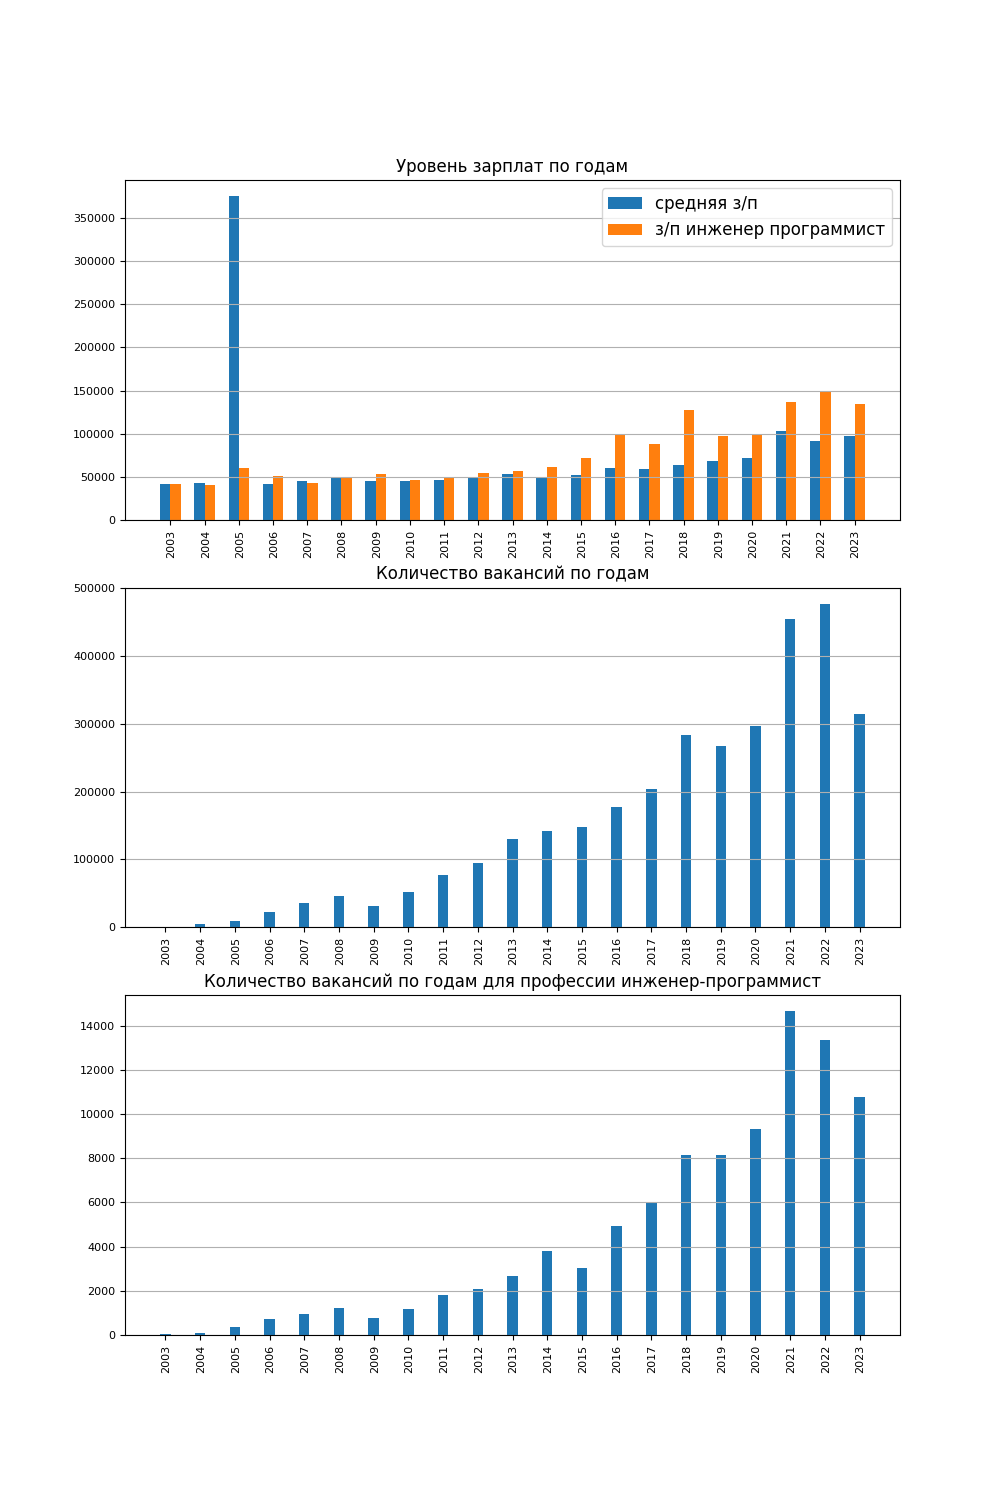 Уровень зарплат по годам
средняя з/п
з/п инженер программист
350000
300000
250000
200000
150000
100000
50000
0
2003 2004 2005 2006 2007 2008 2009 2010 2011 2012 2013 2014 2015 2016 2017 2018 2019 2020 2021 2022 2023
Количество вакансий по годам
500000
400000
300000
200000
100000
0
2003 2004 2005 2006 2007 2008 2009 2010 2011 2012 2013 2014 2015 2016 2017 2018 2019 2020 2021 2022 2023
Количество вакансий по годам для профессии инженер-программист
14000
12000
10000
8000
6000
4000
2000
0
2003 2004 2005 2006 2007 2008 2009 2010 2011 2012 2013 2014 2015 2016 2017 2018 2019 2020 2021 2022 2023